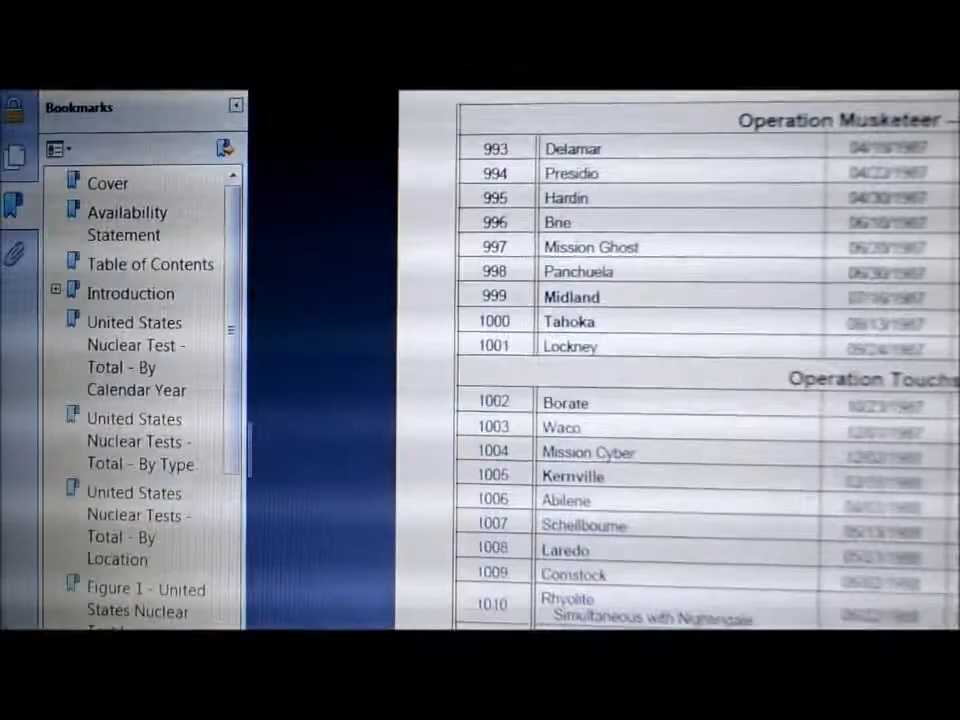 Bookmarks
Cover
Availability
Statement
Table of Contents
Introduction
United States
Nuclear Test -
Total - By
Calendar Year
United States
Nuclear Tests -
Total - By Type
United States
Nuclear Tests -
Total - By
Location
Figure 1 - United
States Nuclear
Operation Musketeer –
993 Delamar
994 Presidio
995 Hardin
996 Brie
997 Mission Ghost
998 Panchuela
999 Midland
1000 Tahoka
1001 Lockney
Operation Touchs
1002 Borate
1003 Waco
1004 Mission Cyber
1005 Kernville
1006 Abilene
1007 Schellbourne
1008 Laredo
1009 Comstock
1010 Rhyolite
Simultaneous with Nightingale